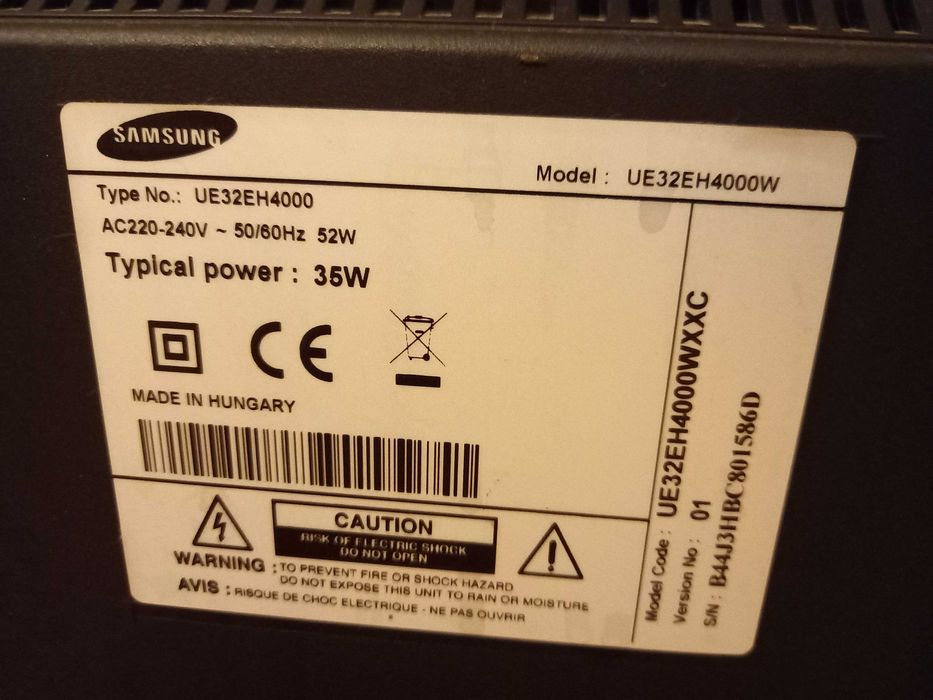 SAMSUNG
Model : UE32EH4000W
Type No.: UE32EH4000
AC220-240V ~ 50/60Hz 52W
Typical power : 35W
CE
MADE IN HUNGARY
CAUTION
RISK OF ELECTRIC SHOCK
DO NOT OPEN
WARNING : TO PREVENT FIRE OR SHOCK HAZARD
DO NOT EXPOSE THIS UNIT TO RAIN OR MOISTURE
AVIS : RISQUE DE CHOC ELECTRIQUE - NE PAS OUVRIR
Model Code : UE32EH4000WXXC
Version No : 01
S/N : B44J3HBC801586D